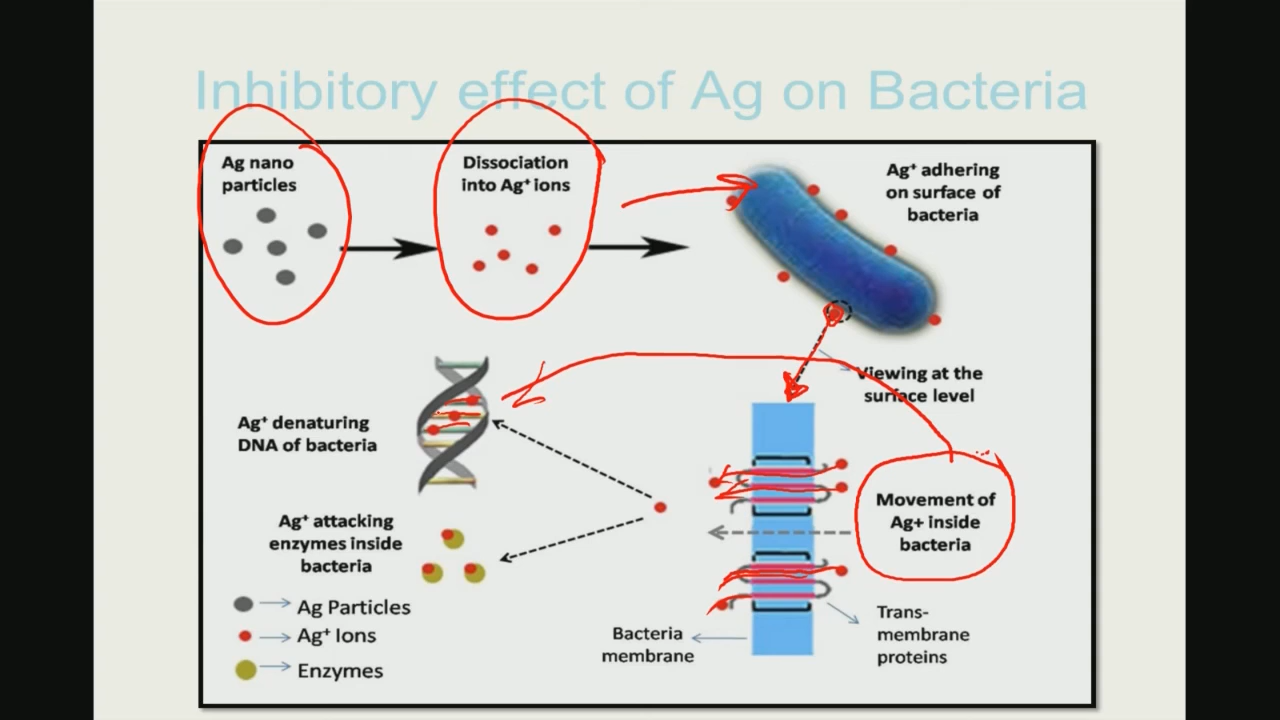 Inhibitory effect of Ag on Bacteria
Ag nano
particles
Dissociation
into Ag⁺ ions
Ag⁺ adhering
on surface of
bacteria
Viewing at the
surface level
Ag⁺ denaturing
DNA of bacteria
Movement of
Ag+ inside
bacteria
Ag⁺ attacking
enzymes inside
bacteria
Ag Particles
Ag⁺ Ions
Enzymes
Bacteria
membrane
Trans-
membrane
proteins